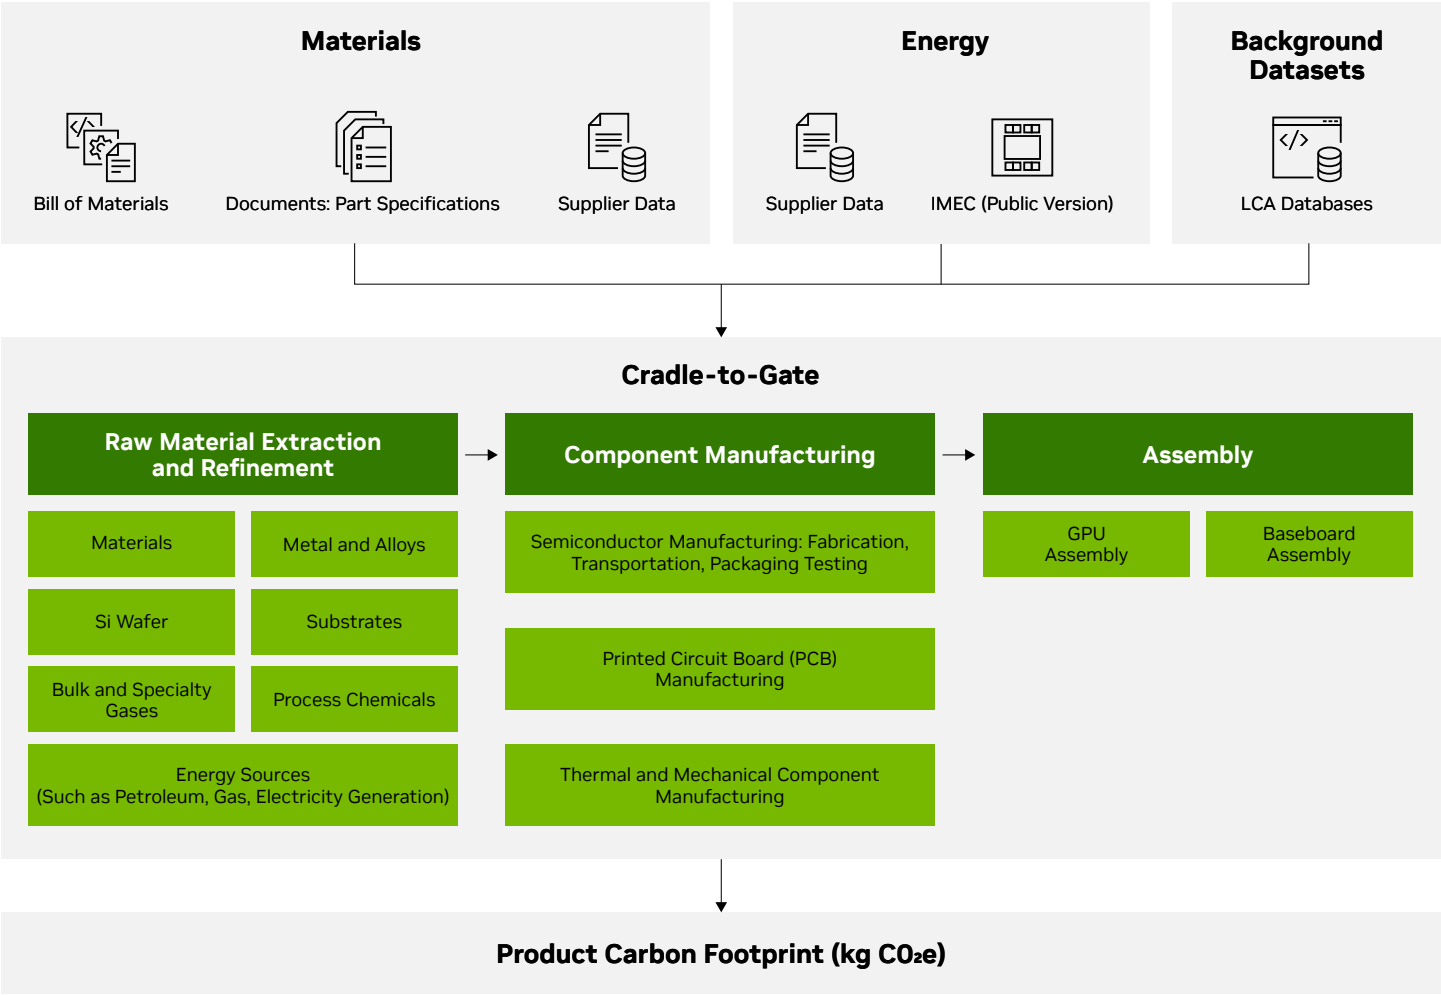 Materials
Bill of Materials
Documents: Part Specifications
Supplier Data
Energy
Supplier Data
IMEC (Public Version)
Background
Datasets
</>
LCA Databases
Cradle-to-Gate
Raw Material Extraction
and Refinement
Materials
Metal and Alloys
Si Wafer
Substrates
Bulk and Specialty
Gases
Process Chemicals
Energy Sources
(Such as Petroleum, Gas, Electricity Generation)
Component Manufacturing
Semiconductor Manufacturing: Fabrication,
Transportation, Packaging Testing
Printed Circuit Board (PCB)
Manufacturing
Thermal and Mechanical Component
Manufacturing
Assembly
GPU
Assembly
Baseboard
Assembly
Product Carbon Footprint (kg C0₂e)